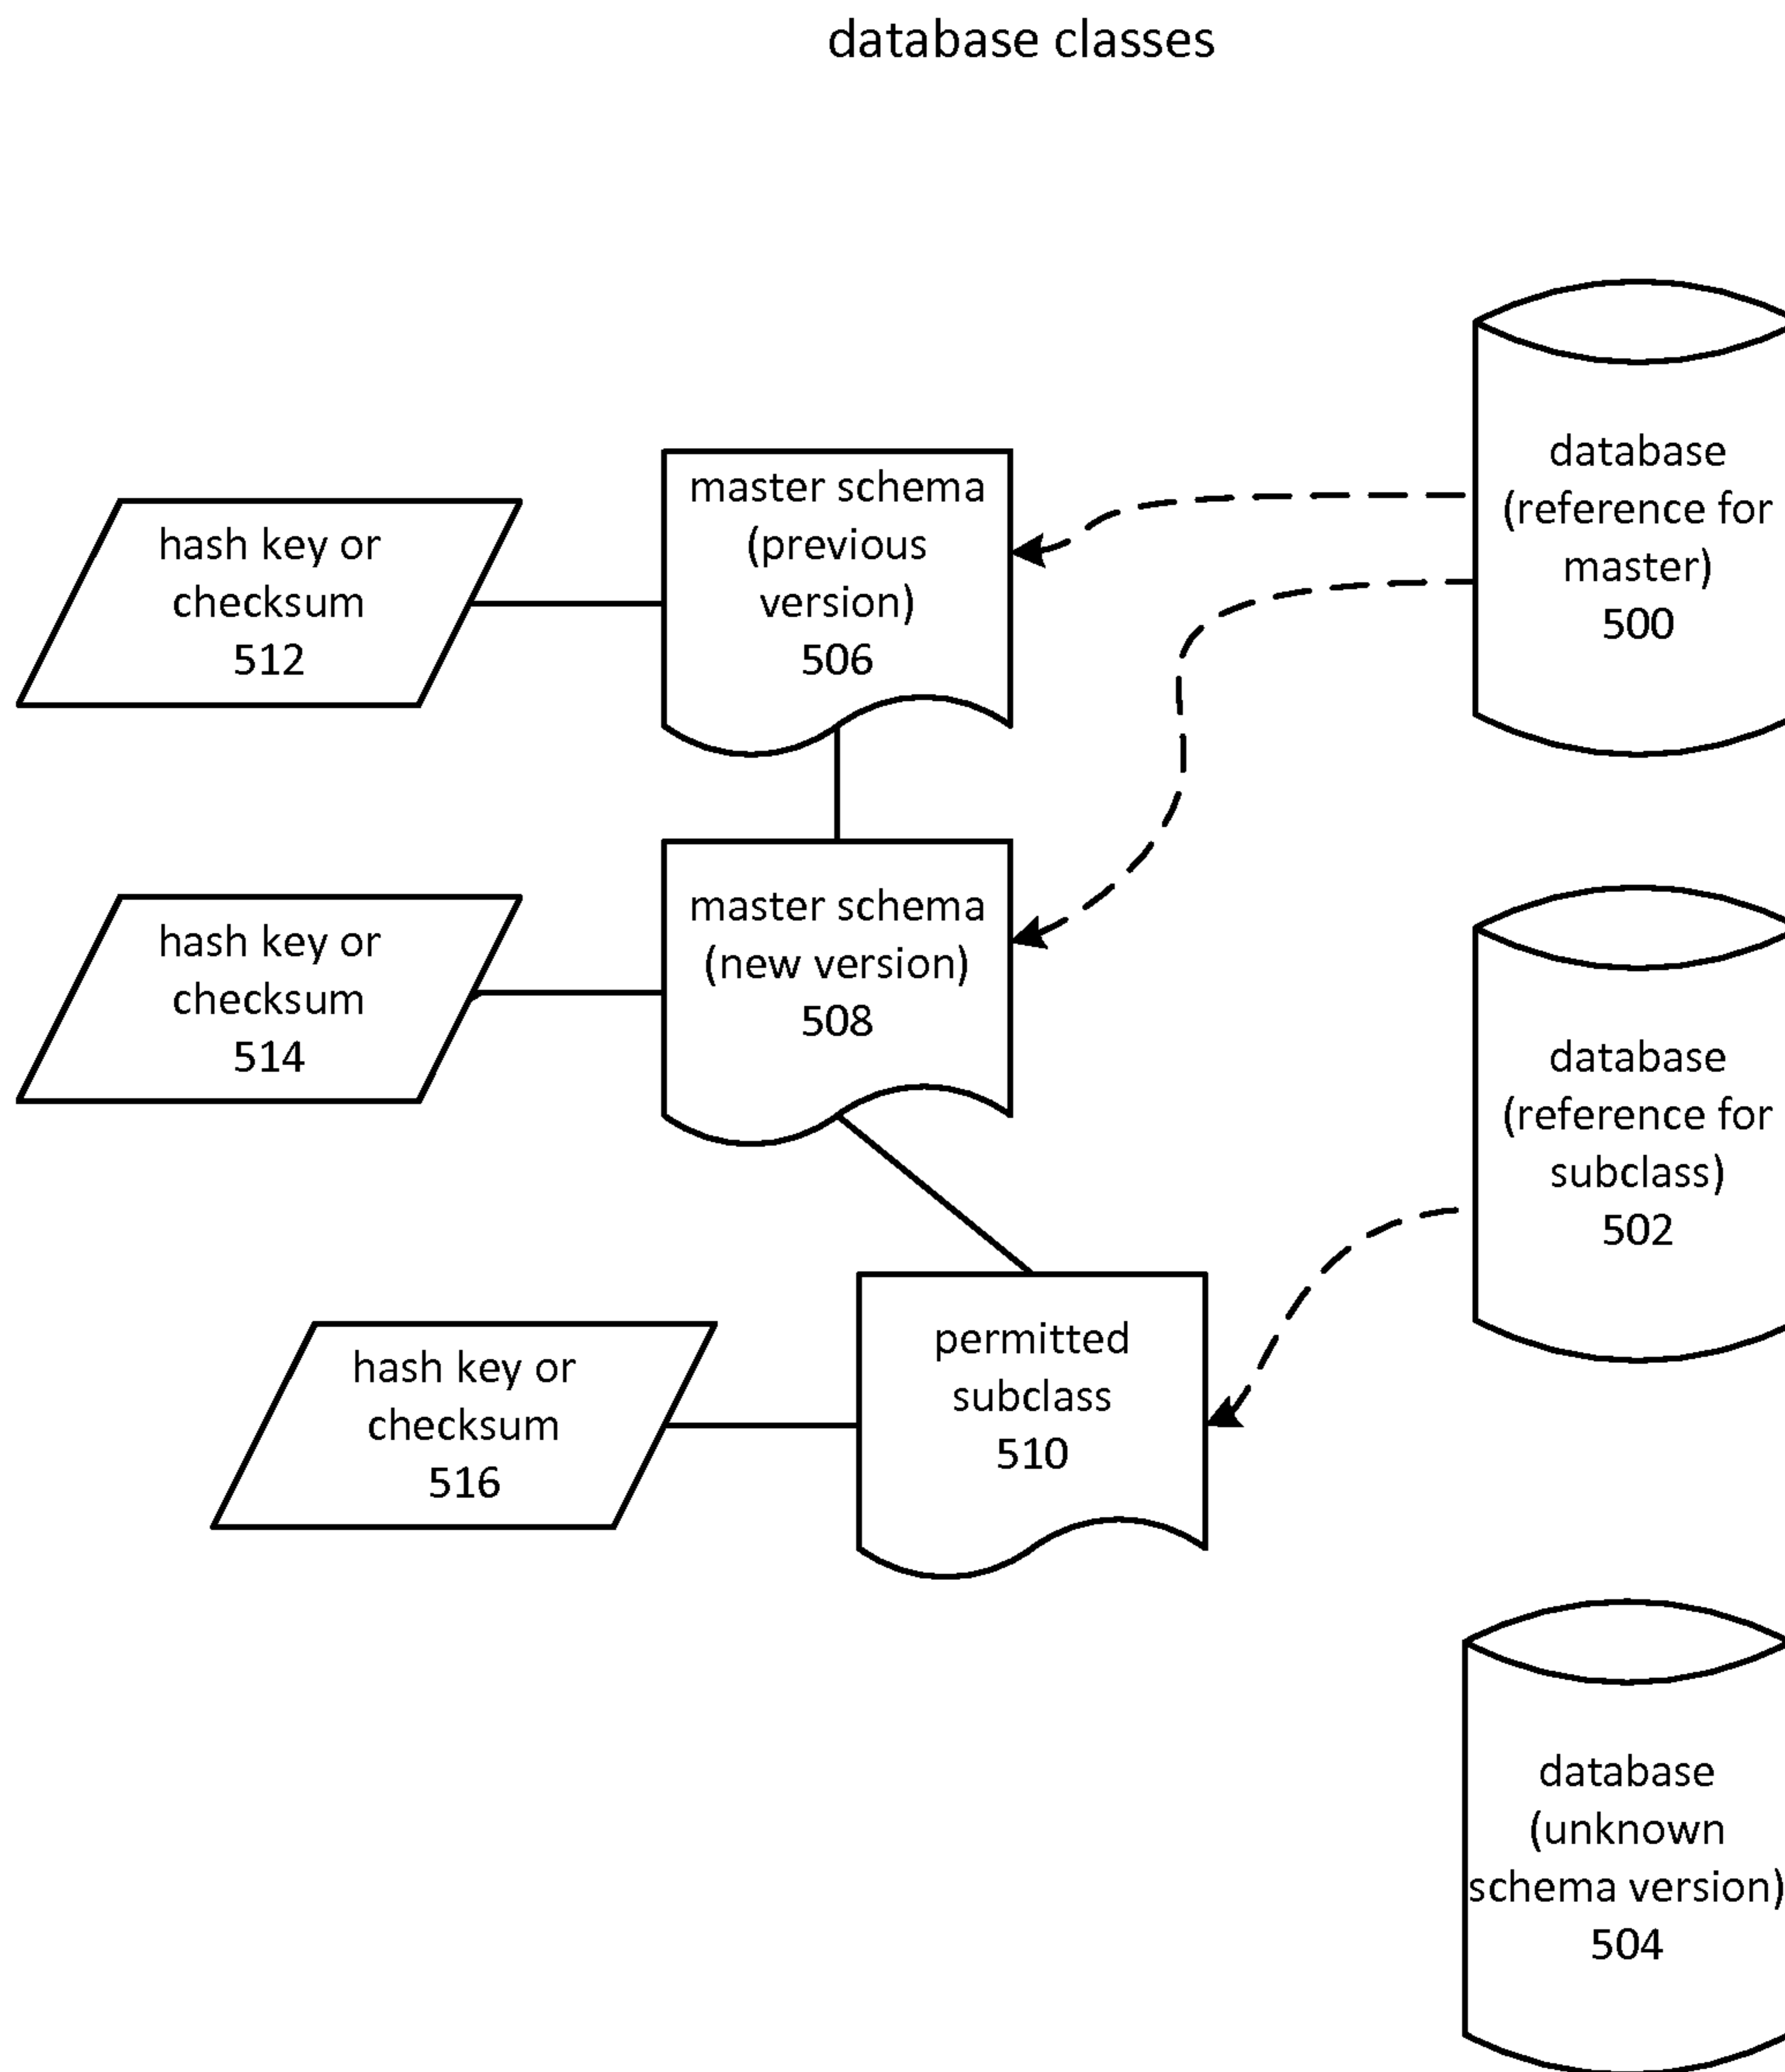 database classes
database
(reference for
master)
500
master schema
(previous
version)
506
hash key or
checksum
512
master schema
(new version)
508
hash key or
checksum
514
database
(reference for
subclass)
502
permitted
subclass
510
hash key or
checksum
516
database
(unknown
schema version)
504